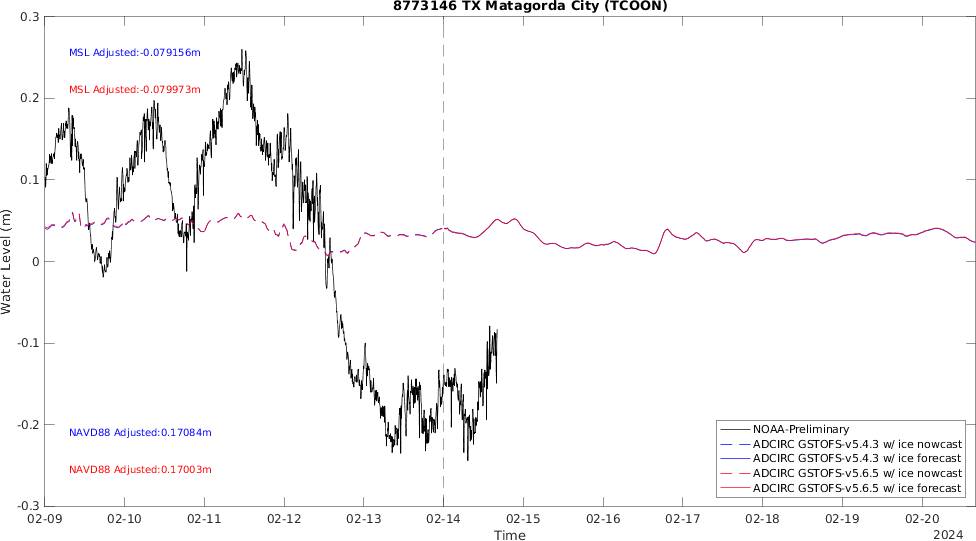 8773146 TX Matagorda City (TCOON)
0.3
0.2
0.1
0
-0.1
-0.2
-0.3
Water Level (m)
MSL Adjusted:-0.079156m
MSL Adjusted:-0.079973m
NAVD88 Adjusted:0.17084m
NAVD88 Adjusted:0.17003m
NOAA-Preliminary
ADCIRC GSTOFS-v5.4.3 w/ ice nowcast
ADCIRC GSTOFS-v5.4.3 w/ ice forecast
ADCIRC GSTOFS-v5.6.5 w/ ice nowcast
ADCIRC GSTOFS-v5.6.5 w/ ice forecast
02-09 02-10 02-11 02-12 02-13 02-14 02-15 02-16 02-17 02-18 02-19 02-20
Time
2024